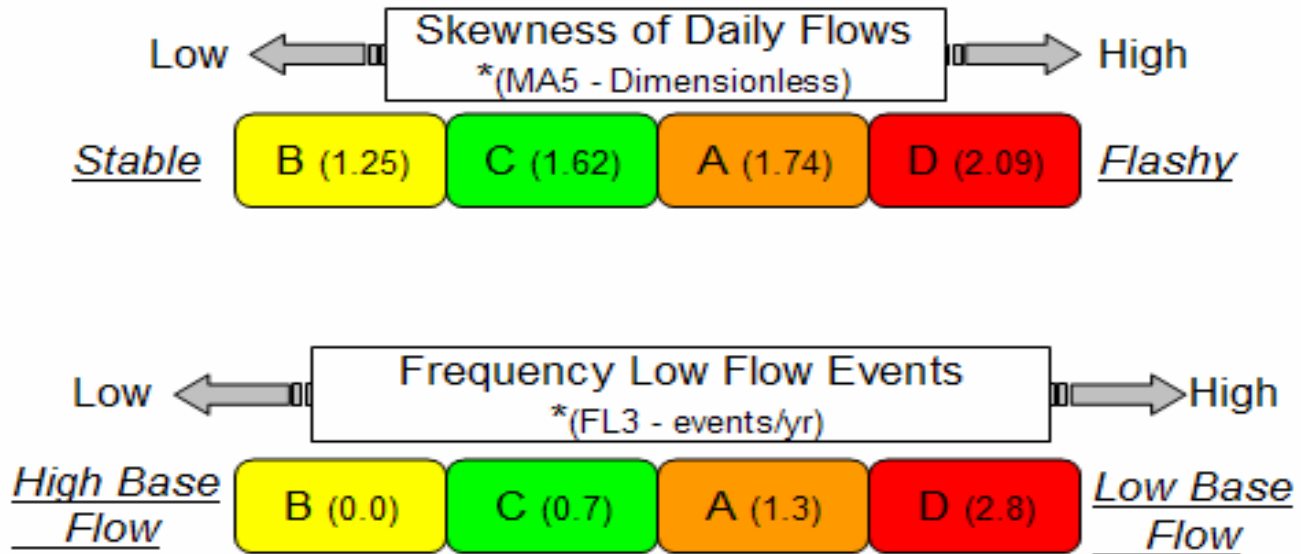 Skewness of Daily Flows
Low
High
*(MA5 - Dimensionless)
Stable B (1.25) C (1.62) A (1.74) D (2.09) Flashy
Frequency Low Flow Events
Low
High
*(FL3 - events/yr)
High Base
Flow
B (0.0) C (0.7) A (1.3) D (2.8)
Low Base
Flow